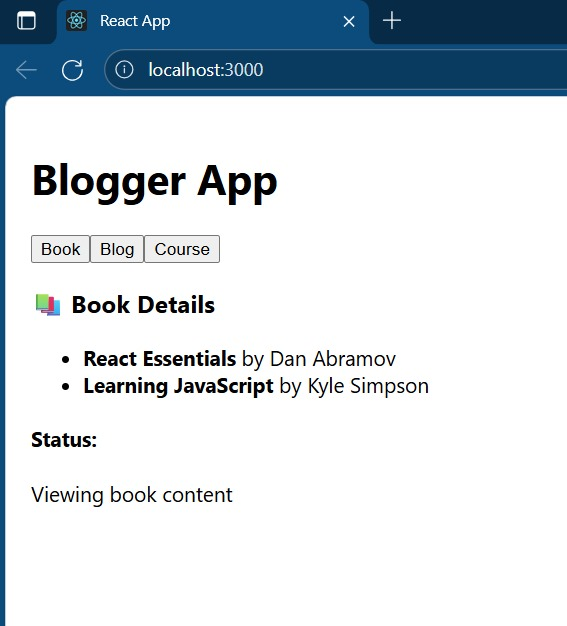 React App
localhost:3000
Blogger App
Book Blog Course
📚 Book Details
• React Essentials by Dan Abramov
• Learning JavaScript by Kyle Simpson
Status:
Viewing book content